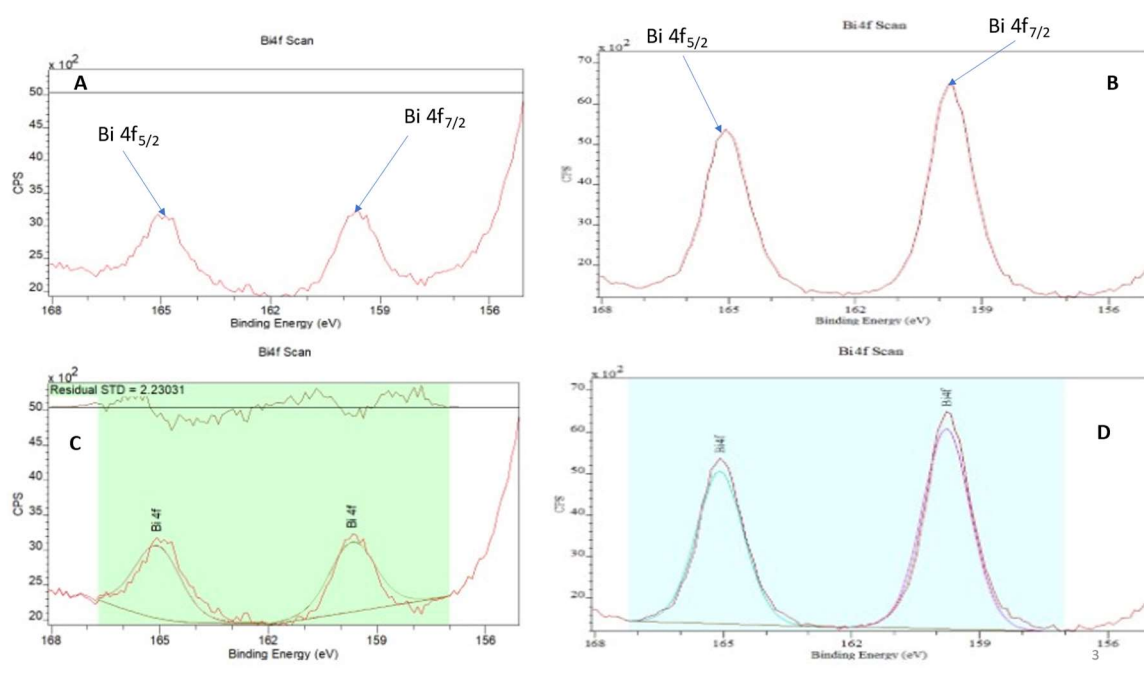 Bi4f Scan
x 10²
A
Bi 4f5/2
Bi 4f7/2
50
45
40
35
30
25
20
CPS
168 165 162 159 156
Binding Energy (eV)
Bi4f Scan
x 10²
B
Bi 4f5/2
Bi 4f7/2
70
60
50
40
30
20
CPS
168 165 162 159 156
Binding Energy (eV)
Bi4f Scan
x 10²
Residual STD = 2.23031
C
50
45
40
35
30
25
20
CPS
Bi 4f
Bi 4f
168 165 162 159 156
Binding Energy (eV)
Bi4f Scan
x 10²
D
70
60
50
40
30
20
CPS
Bi4f
Bi4f
168 165 162 159 156
Binding Energy (eV)
3